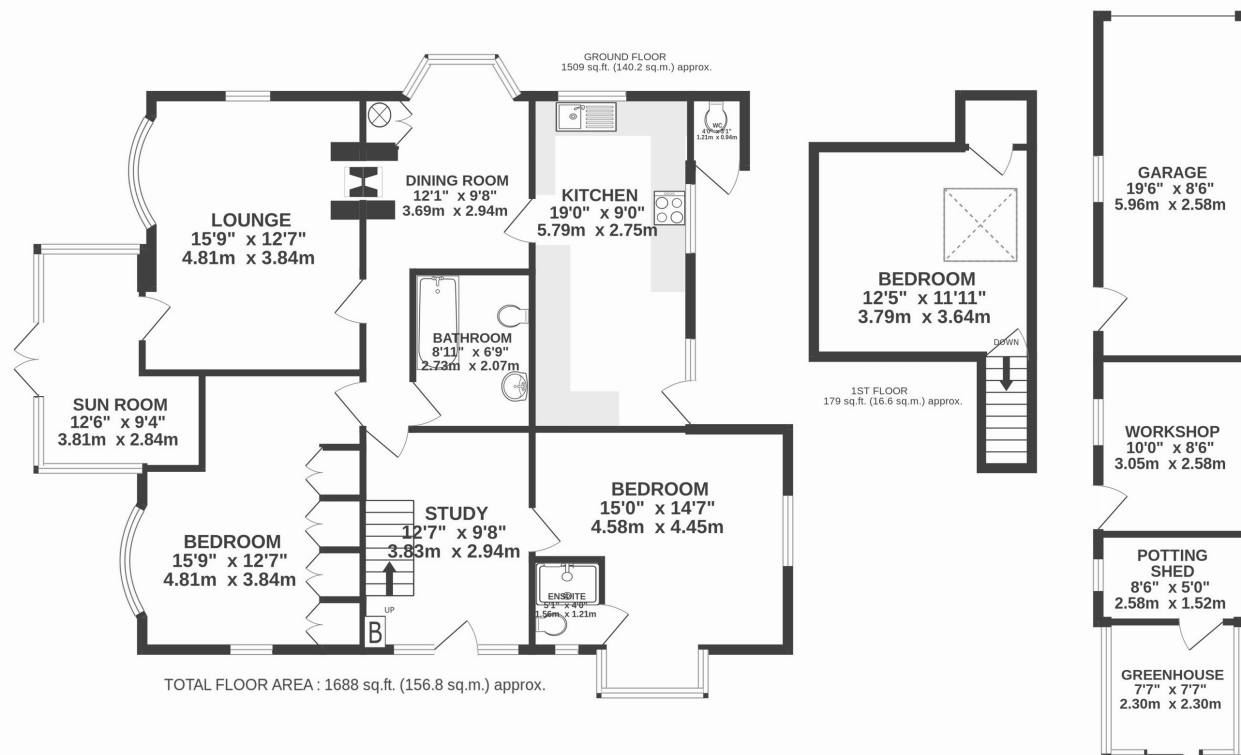 GROUND FLOOR
1509 sq.ft. (140.2 sq.m.) approx.
WC
4'0" x 3'1"
1.21m x 0.94m
DINING ROOM
12'1" x 9'8"
3.69m x 2.94m
KITCHEN
19'0" x 9'0"
5.79m x 2.75m
LOUNGE
15'9" x 12'7"
4.81m x 3.84m
BATHROOM
8'11" x 6'9"
2.73m x 2.07m
SUN ROOM
12'6" x 9'4"
3.81m x 2.84m
BEDROOM
15'9" x 12'7"
4.81m x 3.84m
STUDY
12'7" x 9'8"
3.83m x 2.94m
UP
B
BEDROOM
15'0" x 14'7"
4.58m x 4.45m
ENSUITE
5'1" x 4'0"
1.56m x 1.21m
TOTAL FLOOR AREA : 1688 sq.ft. (156.8 sq.m.) approx.
BEDROOM
12'5" x 11'11"
3.79m x 3.64m
DOWN
1ST FLOOR
179 sq.ft. (16.6 sq.m.) approx.
GARAGE
19'6" x 8'6"
5.96m x 2.58m
WORKSHOP
10'0" x 8'6"
3.05m x 2.58m
POTTING
SHED
8'6" x 5'0"
2.58m x 1.52m
GREENHOUSE
7'7" x 7'7"
2.30m x 2.30m